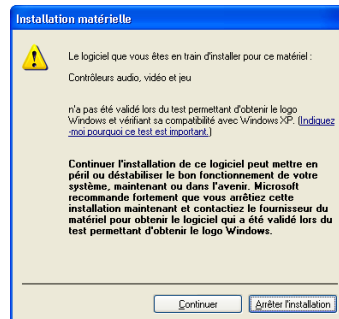 Installation matérielle
Le logiciel que vous êtes en train d'installer pour ce matériel :
Contrôleurs audio, vidéo et jeu
n'a pas été validé lors du test permettant d'obtenir le logo
Windows et vérifiant sa compatibilité avec Windows XP. (Indiquez
-moi pourquoi ce test est important.)
Continuer l'installation de ce logiciel peut mettre en
péril ou déstabiliser le bon fonctionnement de votre
système, maintenant ou dans l'avenir. Microsoft
recommande fortement que vous arrêtiez cette
installation maintenant et contactiez le fournisseur du
matériel pour obtenir le logiciel qui a été validé lors du
test permettant d'obtenir le logo Windows.
Continuer
Arrêter l'installation